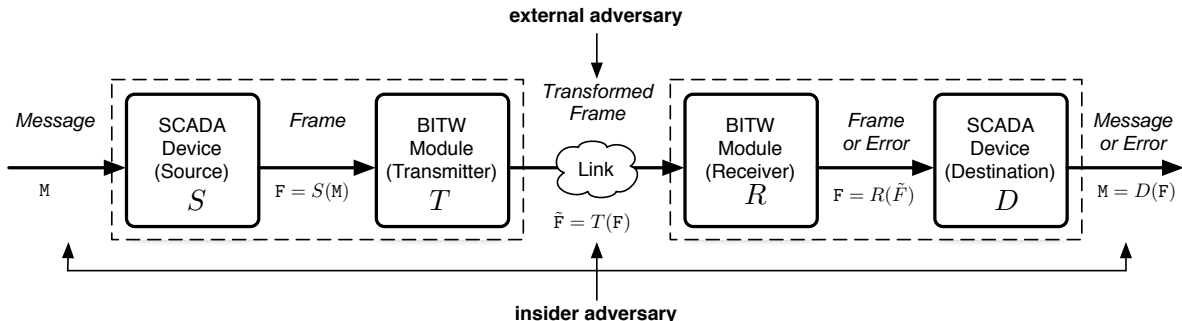 external adversary
Message
M
SCADA
Device
(Source)
S
Frame
F = S(M)
BITW
Module
(Transmitter)
T
Transformed
Frame
Link
F̃ = T(F)
BITW
Module
(Receiver)
R
Frame
or Error
F = R(F̃)
SCADA
Device
(Destination)
D
Message
or Error
M = D(F)
insider adversary